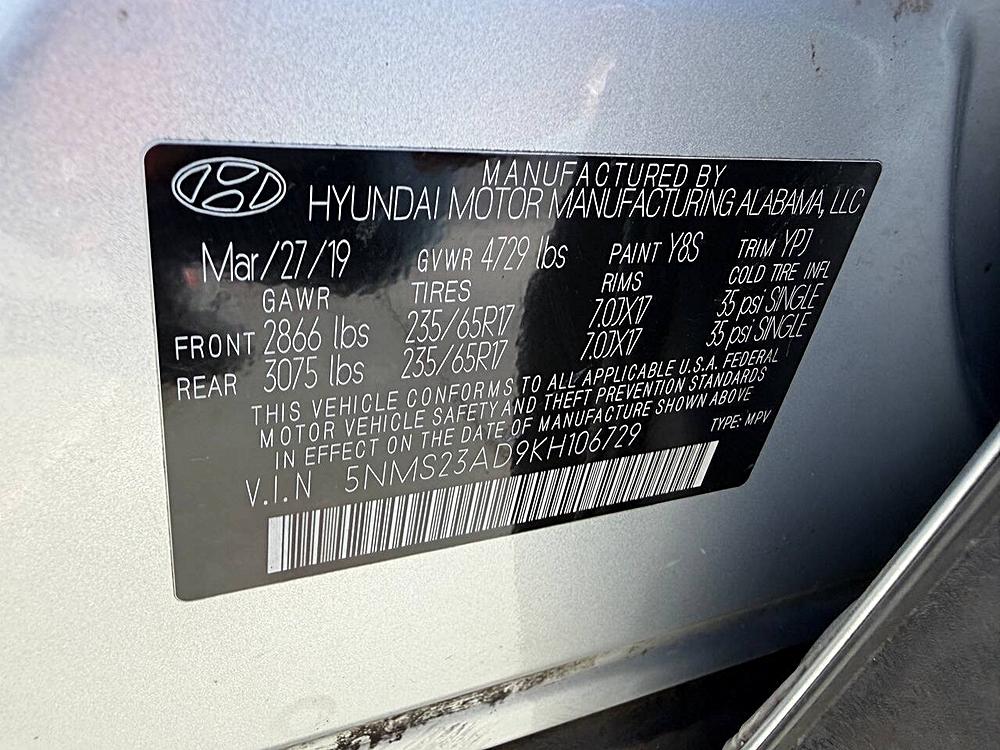 MANUFACTURED BY
HYUNDAI MOTOR MANUFACTURING ALABAMA, LLC
Mar/27/19 GVWR 4729 lbs PAINT Y8S TRIM YPJ
GAWR TIRES RIMS COLD TIRE INFL
FRONT 2866 lbs 235/65R17 7.0JX17 35 psi SINGLE
REAR 3075 lbs 235/65R17 7.0JX17 35 psi SINGLE
THIS VEHICLE CONFORMS TO ALL APPLICABLE U.S.A. FEDERAL
MOTOR VEHICLE SAFETY AND THEFT PREVENTION STANDARDS
IN EFFECT ON THE DATE OF MANUFACTURE SHOWN ABOVE
V.I.N 5NMS23AD9KH106729 TYPE: MPV